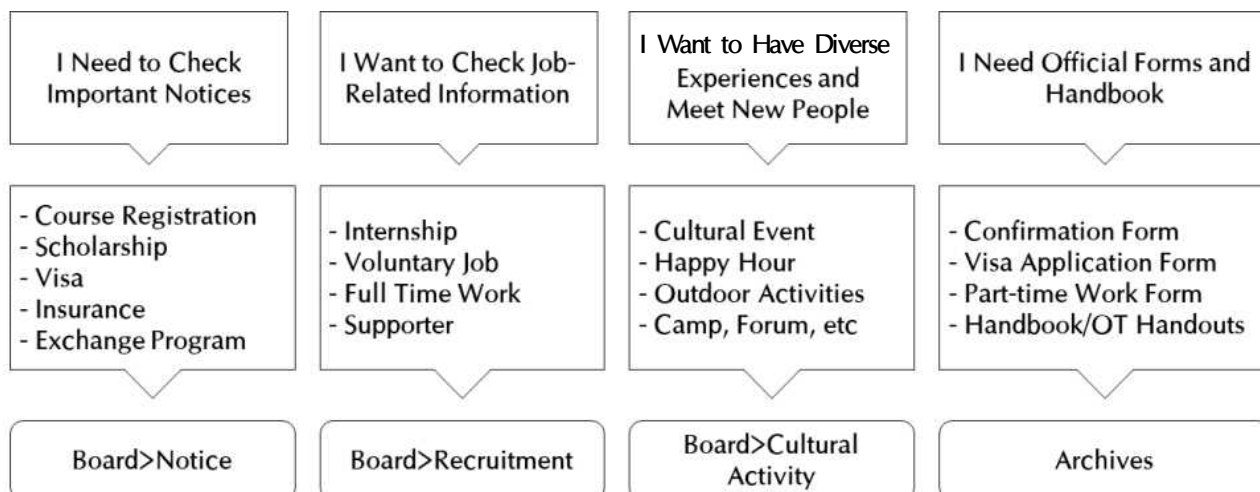 I Need to Check
Important Notices
I Want to Check Job-
Related Information
I Want to Have Diverse
Experiences and
Meet New People
I Need Official Forms and
Handbook
- Course Registration
- Scholarship
- Visa
- Insurance
- Exchange Program
- Internship
- Voluntary Job
- Full Time Work
- Supporter
- Cultural Event
- Happy Hour
- Outdoor Activities
- Camp, Forum, etc
- Confirmation Form
- Visa Application Form
- Part-time Work Form
- Handbook/OT Handouts
Board>Notice
Board>Recruitment
Board>Cultural
Activity
Archives